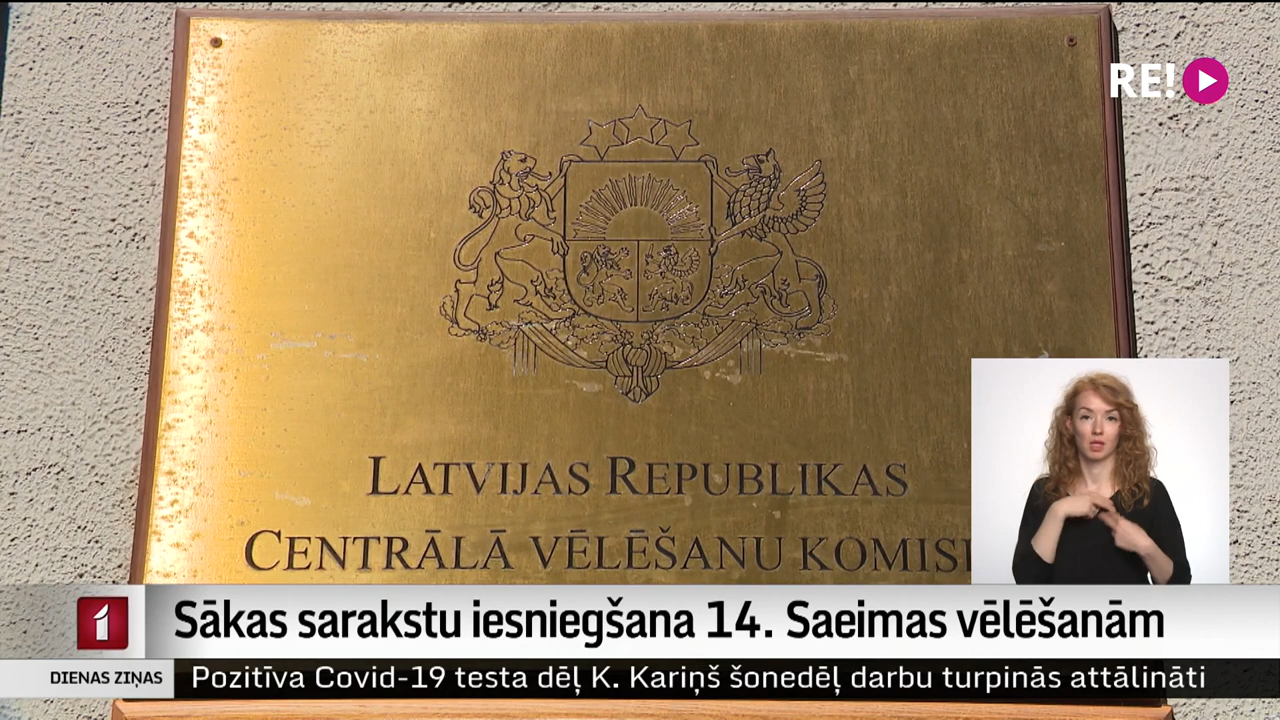 RE!
LATVIJAS REPUBLIKAS
CENTRĀLĀ VĒLĒŠANU
1
Sākas sarakstu iesniegšana 14. Saeimas vēlēšanām
DIENAS ZIŅAS
Pozitīva Covid-19 testa dēļ K. Kariņš šonedēļ darbu turpinās attālināti